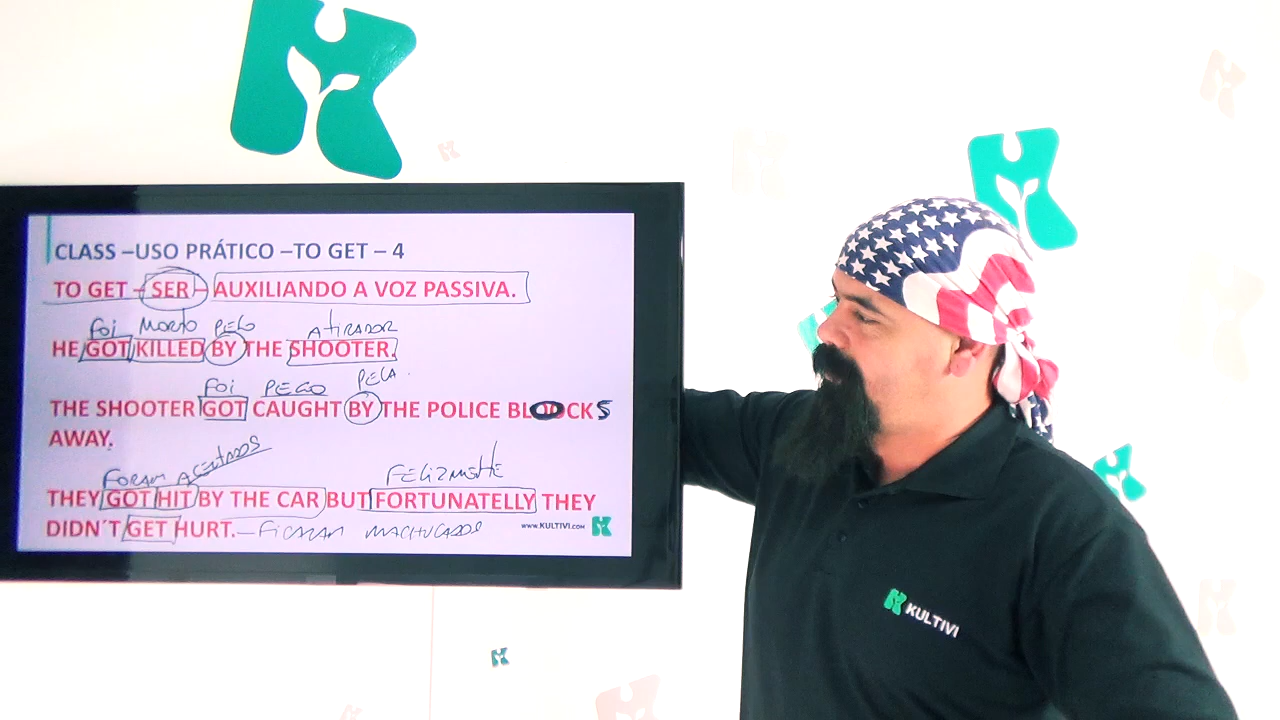 CLASS –USO PRÁTICO –TO GET – 4
TO GET – SER – AUXILIANDO A VOZ PASSIVA.
FOI MORTO PELO ATIRADOR
HE GOT KILLED BY THE SHOOTER.
FOI PEGO PELA
THE SHOOTER GOT CAUGHT BY THE POLICE BLOCKS
AWAY.
FORAM ACERTADOS FELIZMENTE
THEY GOT HIT BY THE CAR BUT FORTUNATELLY THEY
DIDN´T GET HURT. – FICARAM MACHUCADOS
www.KULTIVI.com
KULTIVI